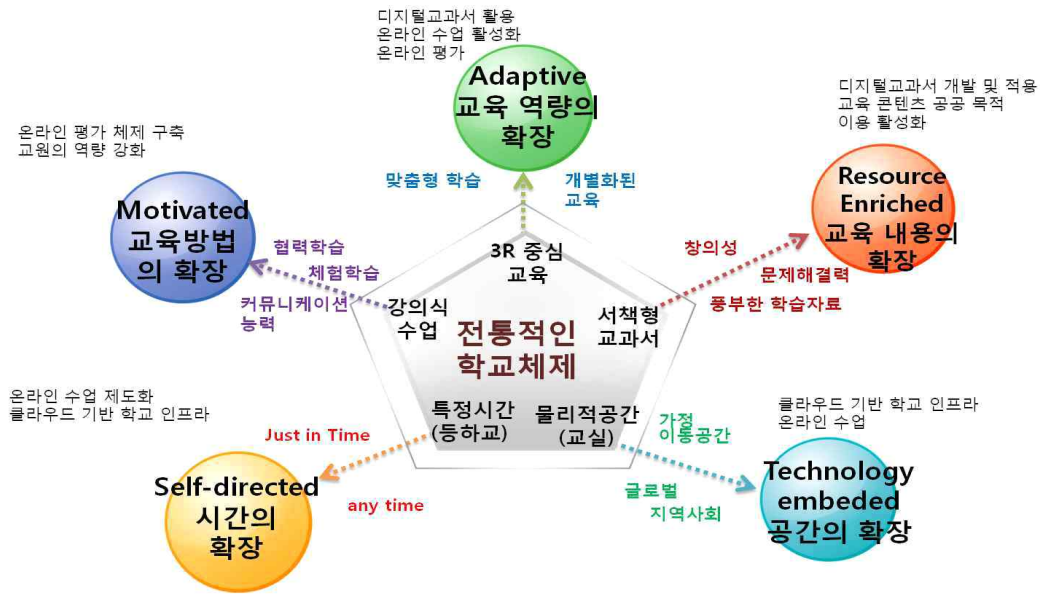 디지털교과서 활용
온라인 수업 활성화
온라인 평가
Adaptive
교육 역량의
확장
디지털교과서 개발 및 적용
교육 콘텐츠 공공 목적
이용 활성화
온라인 평가 체제 구축
교원의 역량 강화
맞춤형 학습
개별화된
교육
Resource
Enriched
교육 내용의
확장
Motivated
교육방법
의 확장
협력학습
체험학습
커뮤니케이션
능력
3R 중심
교육
창의성
문제해결력
풍부한 학습자료
강의식
수업
서책형
교과서
전통적인
학교체제
온라인 수업 제도화
클라우드 기반 학교 인프라
특정시간
(등하교)
물리적공간
(교실)
가정
이동공간
클라우드 기반 학교 인프라
온라인 수업
Just in Time
any time
Self-directed
시간의
확장
글로벌
지역사회
Technology
embeded
공간의 확장